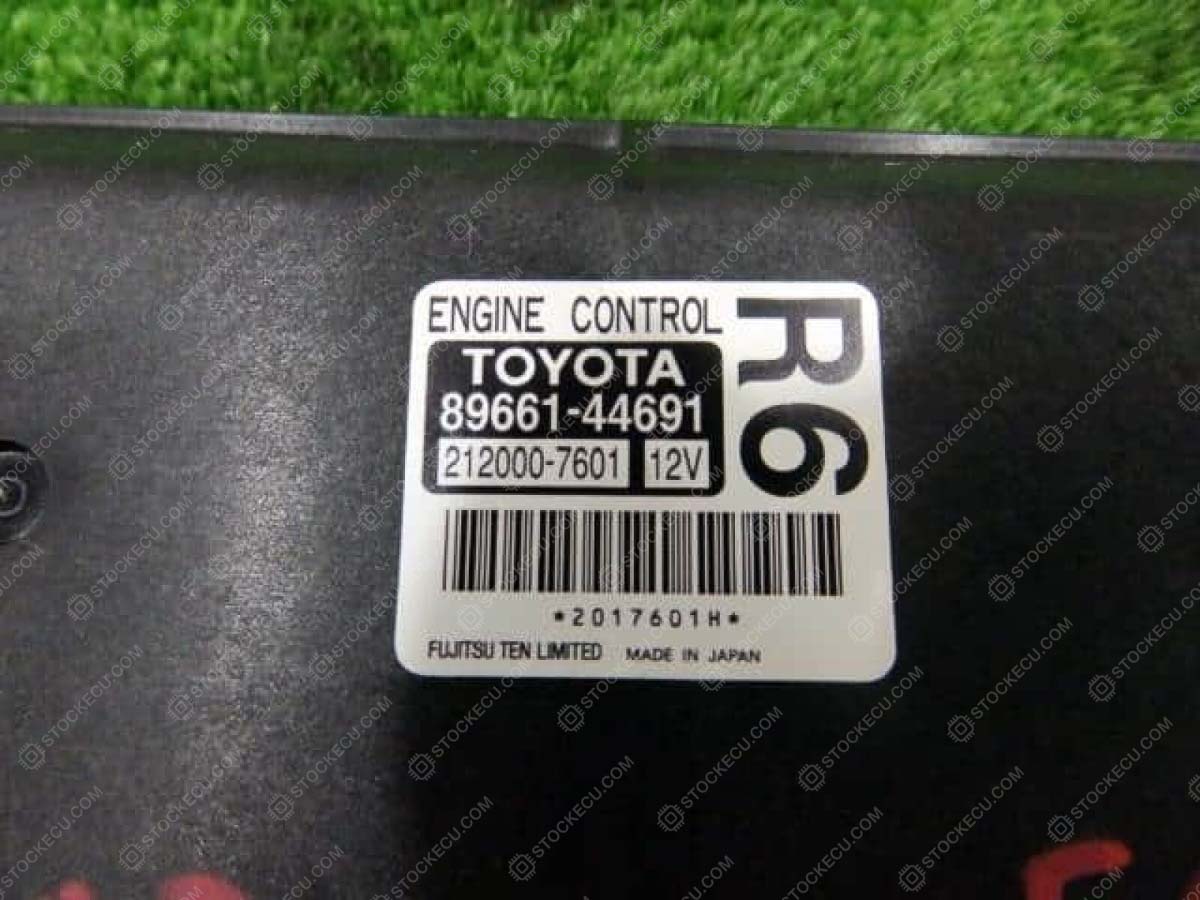 ENGINE CONTROL
R6
TOYOTA
89661-44691
212000-7601 12V
*2017601H*
FUJITSU TEN LIMITED MADE IN JAPAN
STOCKECU.COM